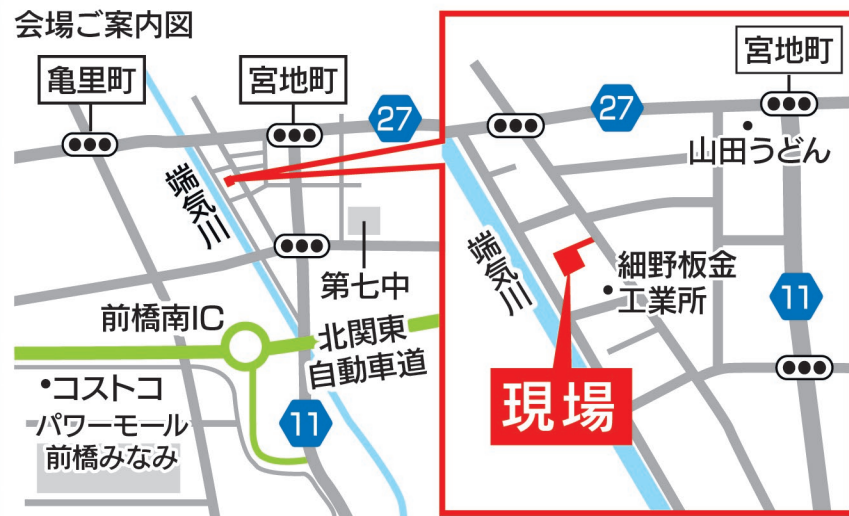 会場ご案内図
亀里町
宮地町
27
端気川
第七中
前橋南IC
北関東
自動車道
コストコ
パワーモール
前橋みなみ
11
宮地町
27
山田うどん
端気川
細野板金
工業所
11
現場